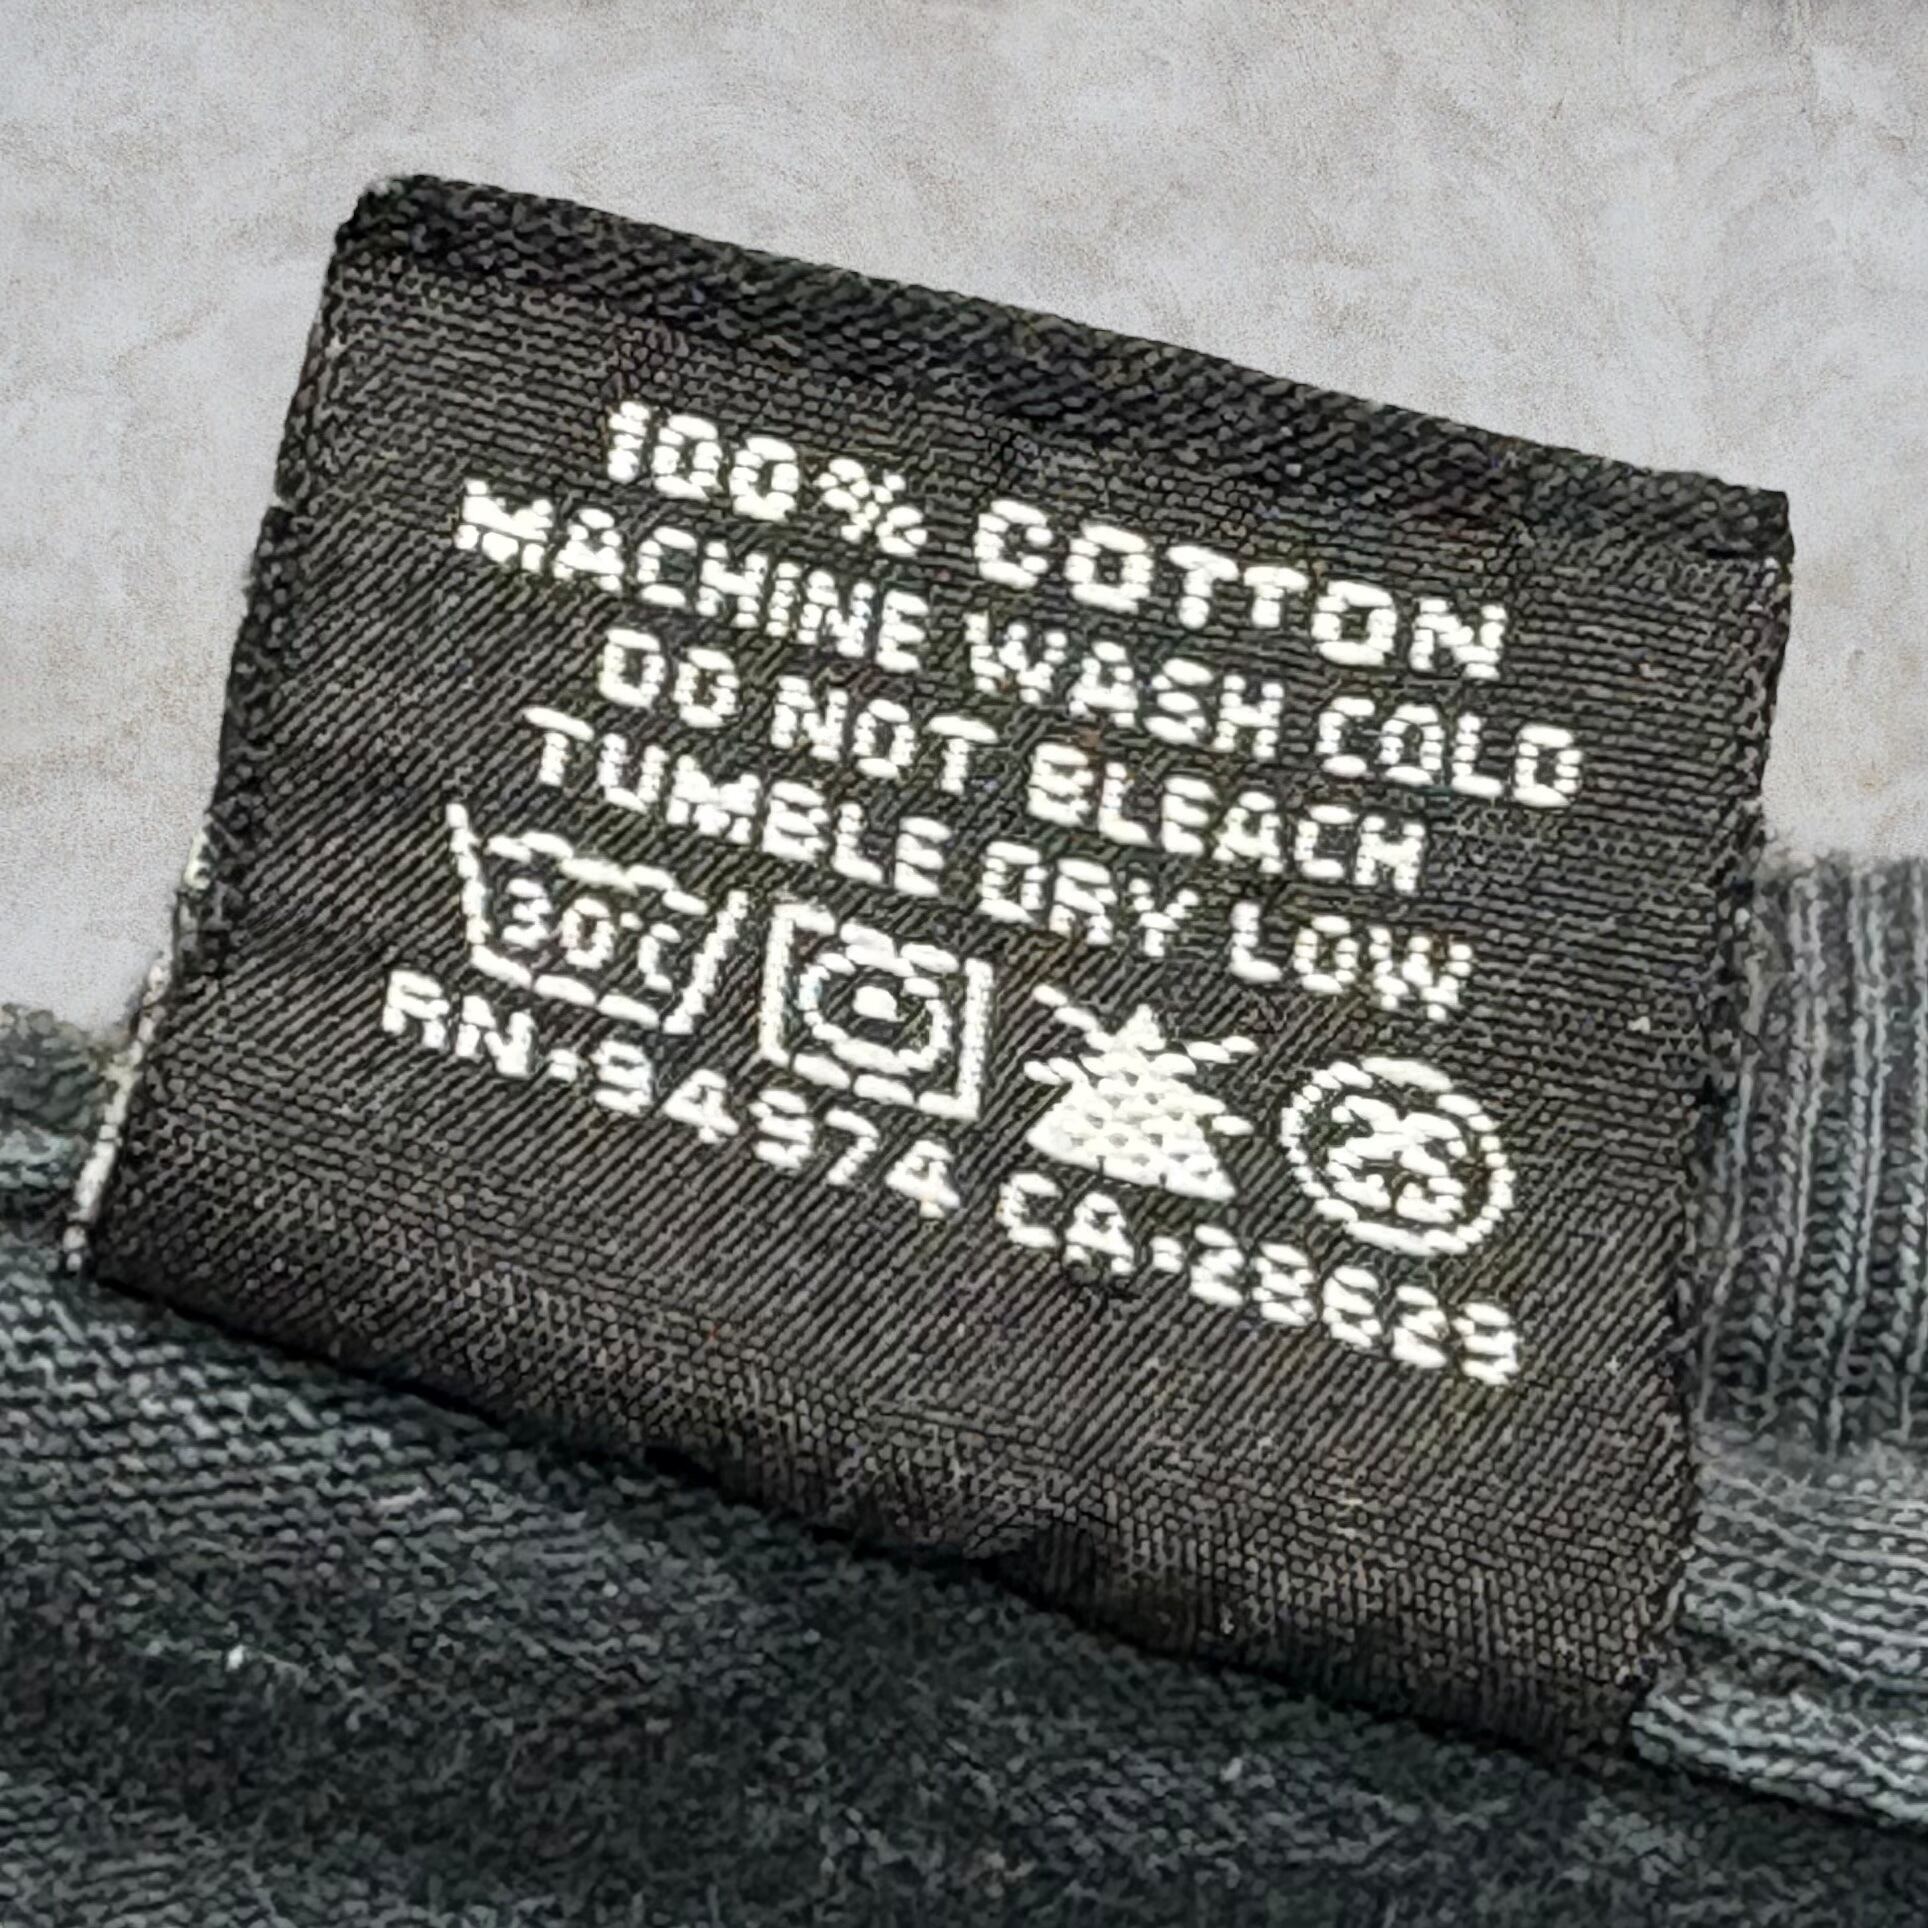 100% COTTON
MACHINE WASH COLD
DO NOT BLEACH
TUMBLE DRY LOW
30°C
RN:94974 CA:28629